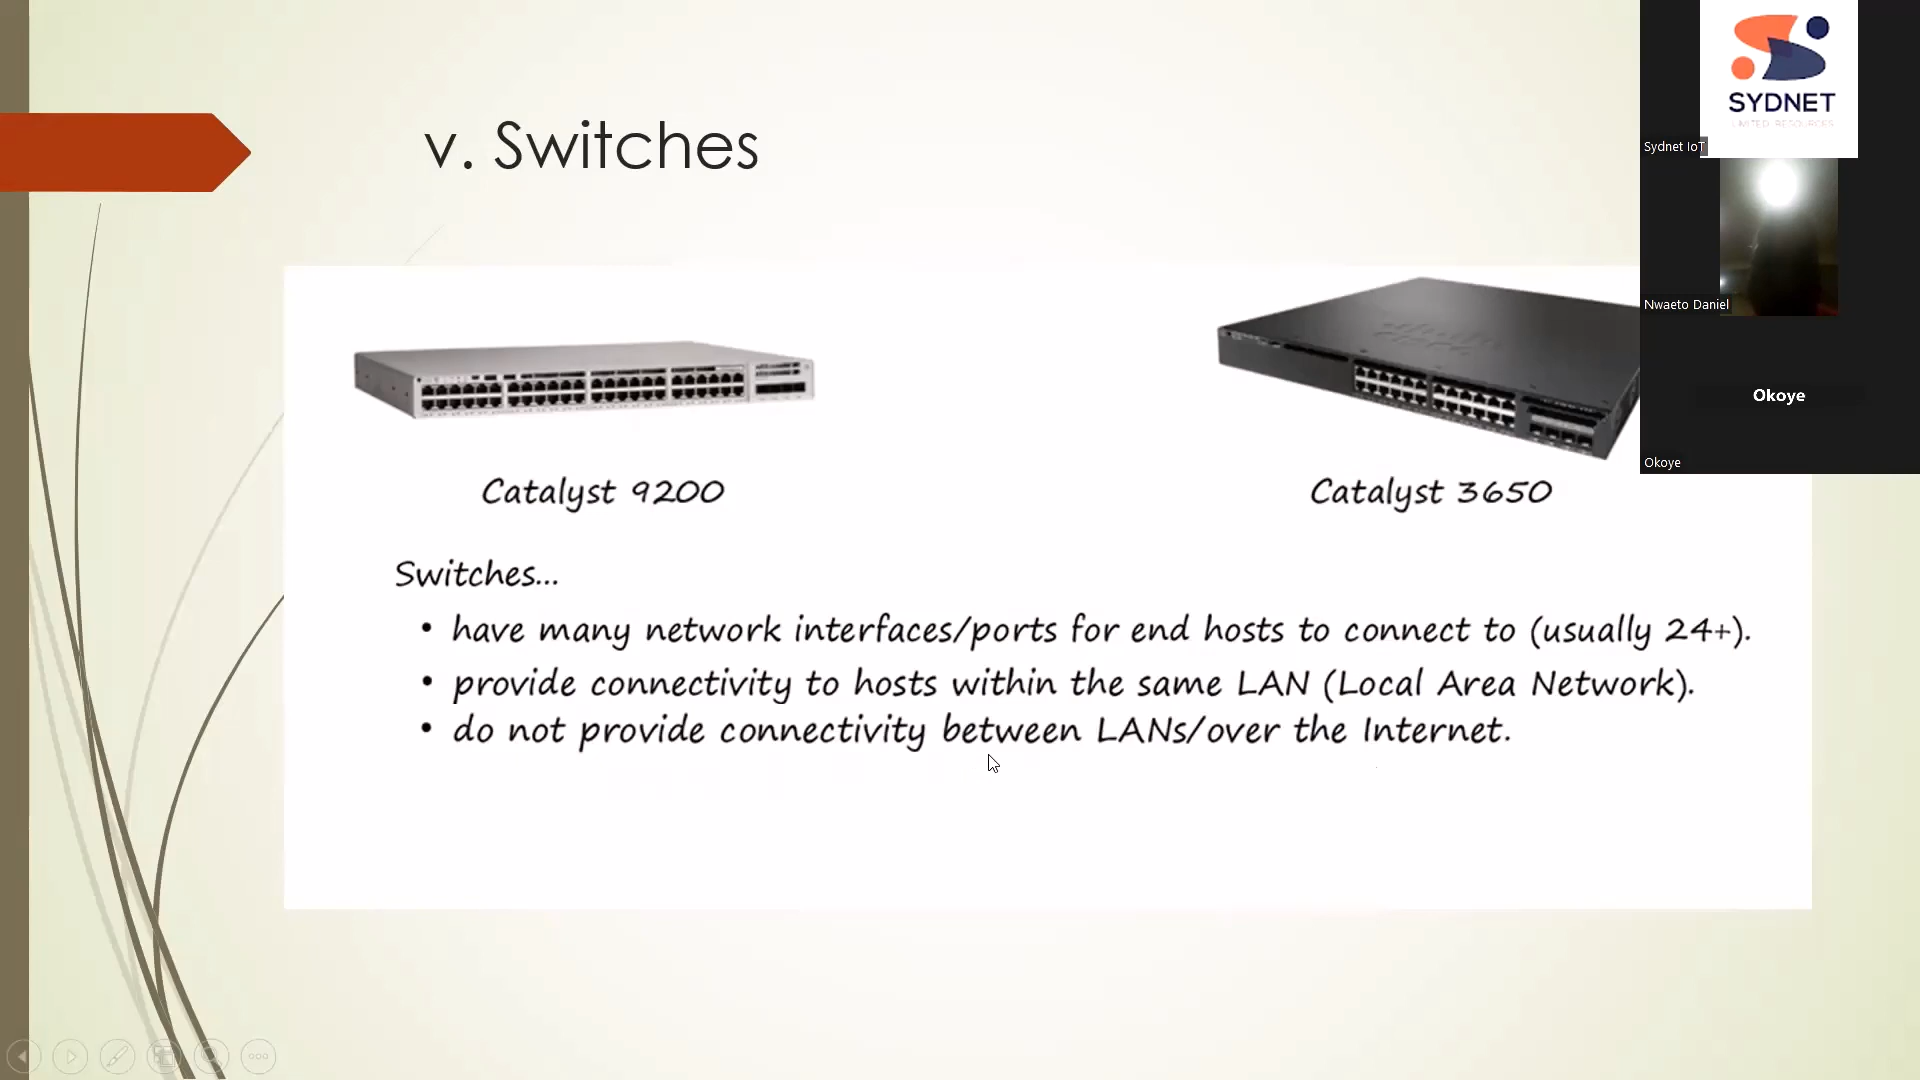 v. Switches
SYDNET
LIMITED RESOURCES
Sydnet IoT
Nwaeto Daniel
Okoye
Okoye
Catalyst 9200
Catalyst 3650
Switches...
• have many network interfaces/ports for end hosts to connect to (usually 24+).
• provide connectivity to hosts within the same LAN (Local Area Network).
• do not provide connectivity between LANs/over the Internet.